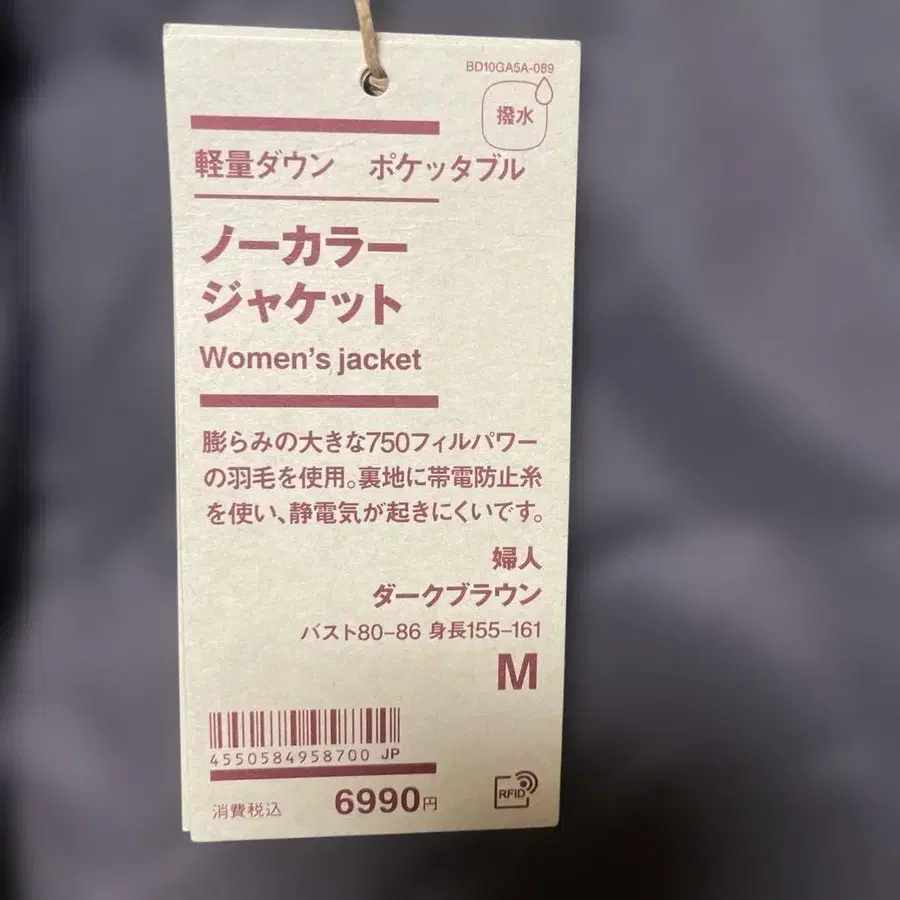 BD10GA5A-089
撥水
軽量ダウン ポケッタブル
ノーカラー
ジャケット
Women's jacket
膨らみの大きな750フィルパワー
の羽毛を使用。裏地に帯電防止糸
を使い、静電気が起きにくいです。
婦人
ダークブラウン
バスト80-86 身長155-161
M
4550584958700 JP
消費税込 6990円
RFID